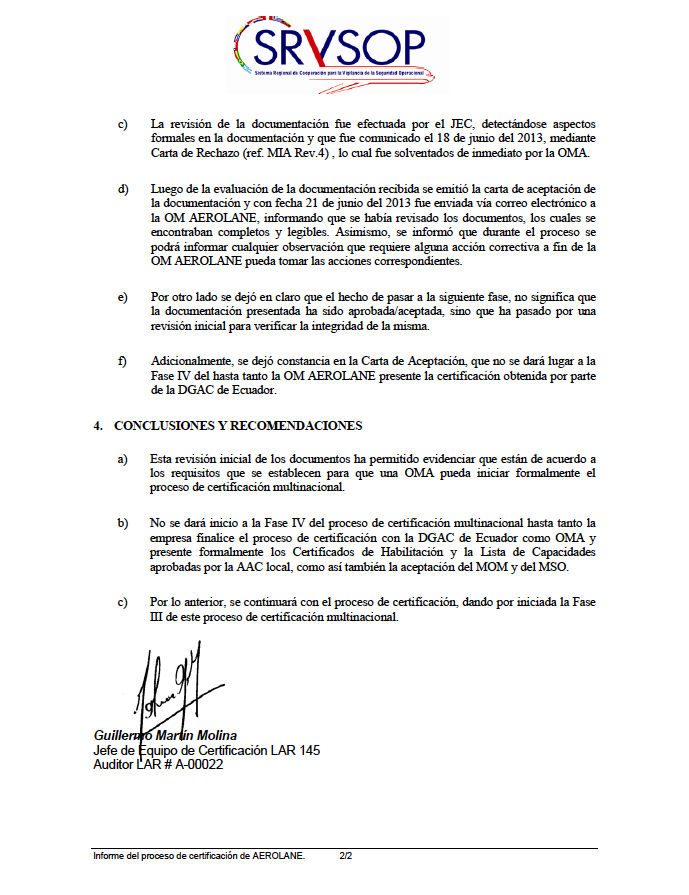 SRVSOP
Sistema Regional de Cooperación para la Vigilancia de la Seguridad Operacional
c) La revisión de la documentación fue efectuada por el JEC, detectándose aspectos
formales en la documentación y que fue comunicado el 18 de junio del 2013, mediante
Carta de Rechazo (ref. MIA Rev.4) , lo cual fue solventados de inmediato por la OMA.
d) Luego de la evaluación de la documentación recibida se emitió la carta de aceptación de
la documentación y con fecha 21 de junio del 2013 fue enviada vía correo electrónico a
la OM AEROLANE, informando que se había revisado los documentos, los cuales se
encontraban completos y legibles. Asimismo, se informó que durante el proceso se
podrá informar cualquier observación que requiere alguna acción correctiva a fin de la
OM AEROLANE pueda tomar las acciones correspondientes.
e) Por otro lado se dejó en claro que el hecho de pasar a la siguiente fase, no significa que
la documentación presentada ha sido aprobada/aceptada, sino que ha pasado por una
revisión inicial para verificar la integridad de la misma.
f) Adicionalmente, se dejó constancia en la Carta de Aceptación, que no se dará lugar a la
Fase IV del hasta tanto la OM AEROLANE presente la certificación obtenida por parte
de la DGAC de Ecuador.
4. CONCLUSIONES Y RECOMENDACIONES
a) Esta revisión inicial de los documentos ha permitido evidenciar que están de acuerdo a
los requisitos que se establecen para que una OMA pueda iniciar formalmente el
proceso de certificación multinacional.
b) No se dará inicio a la Fase IV del proceso de certificación multinacional hasta tanto la
empresa finalice el proceso de certificación con la DGAC de Ecuador como OMA y
presente formalmente los Certificados de Habilitación y la Lista de Capacidades
aprobadas por la AAC local, como así también la aceptación del MOM y del MSO.
c) Por lo anterior, se continuará con el proceso de certificación, dando por iniciada la Fase
III de este proceso de certificación multinacional.
Guillermo Martín Molina
Jefe de Equipo de Certificación LAR 145
Auditor LAR # A-00022
Informe del proceso de certificación de AEROLANE. 2/2